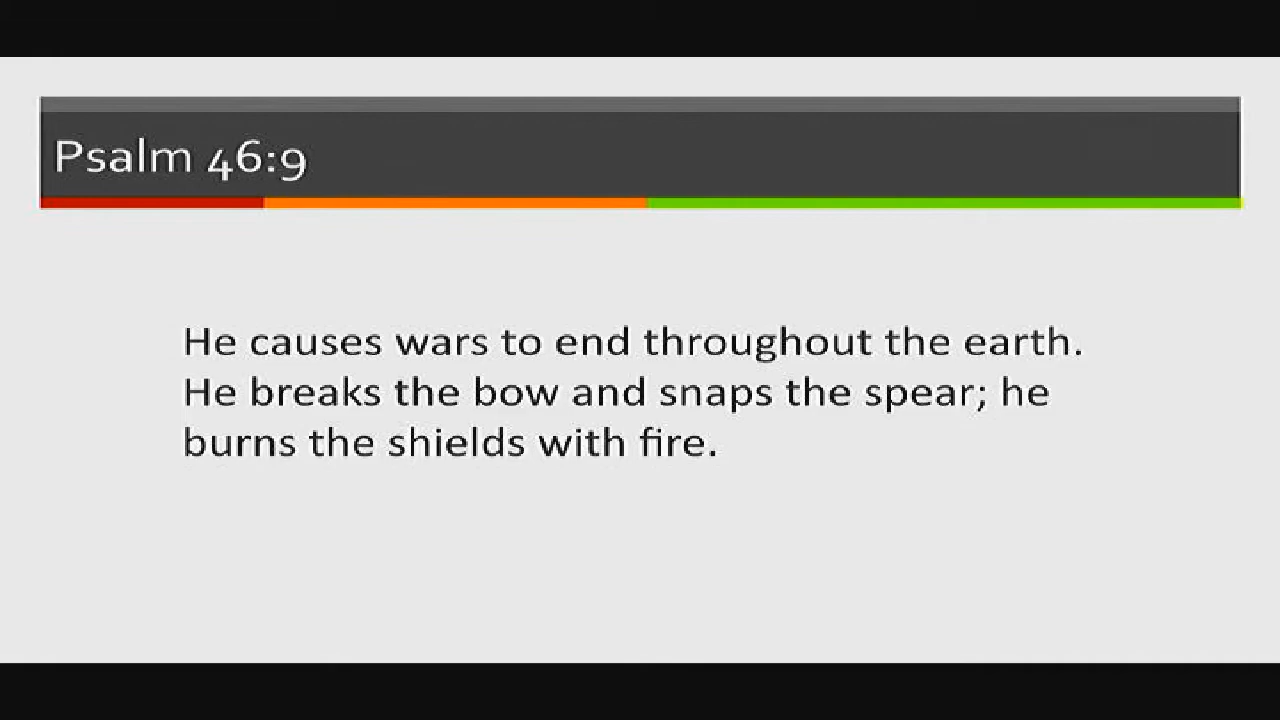 Psalm 46:9
He causes wars to end throughout the earth.
He breaks the bow and snaps the spear; he
burns the shields with fire.